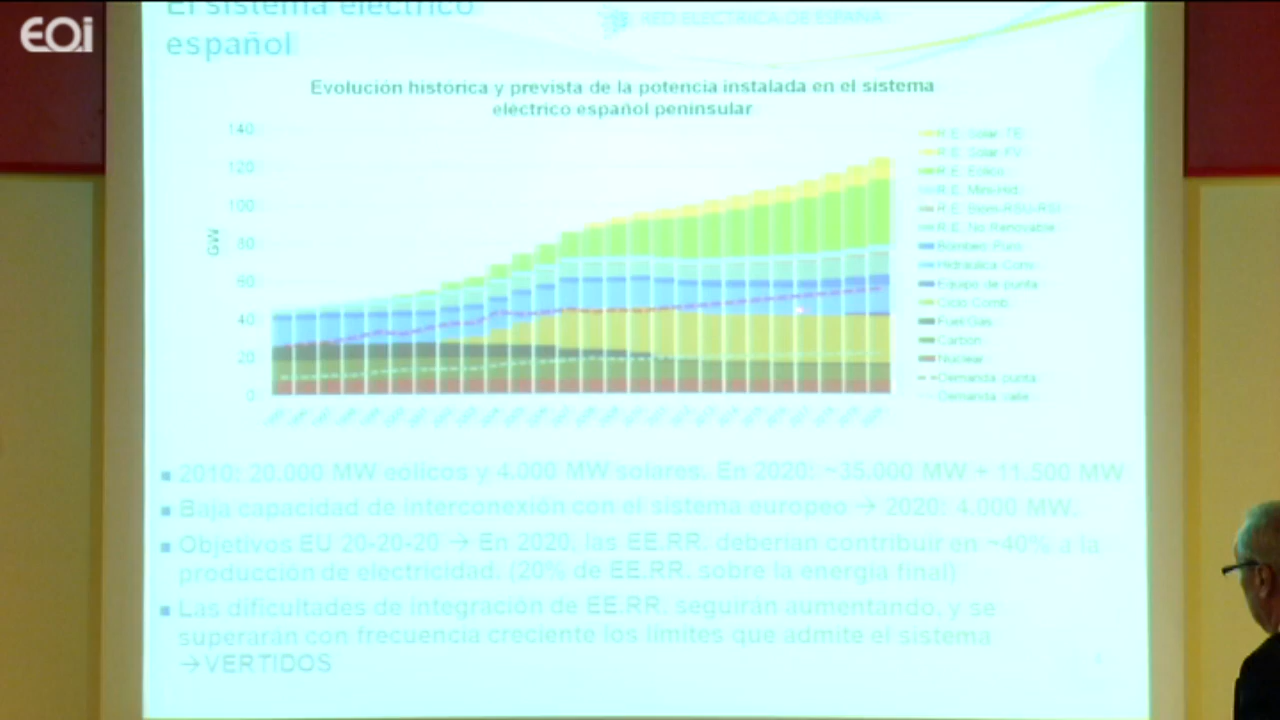 EOi
El sistema eléctrico
RED ELÉCTRICA DE ESPAÑA
español
Evolución histórica y prevista de la potencia instalada en el sistema
eléctrico español peninsular
GW
140
120
100
80
60
40
20
0
R.E. Solar TE
R.E. Solar FV
R.E. Eólico
R.E. Mini-Hid.
R.E. No Renovable
Bombeo Puro
Hidráulica Conv.
Equipo de punta
Ciclo Comb.
Fuel Gas
Carbón
Nuclear
Demanda punta
Demanda valle
▪ 2010: 20.000 MW eólicos y 4.000 MW solares. En 2020: ~35.000 MW + 11.500 MW
▪ Baja capacidad de interconexión con el sistema europeo → 2020: 4.000 MW.
▪ Objetivos EU 20-20-20 → En 2020, las EE.RR. deberían contribuir en ~40% a la
producción de electricidad. (20% de EE.RR. sobre la energía final)
▪ Las dificultades de integración de EE.RR. seguirán aumentando, y se
superarán con frecuencia creciente los límites que admite el sistema
→ VERTIDOS